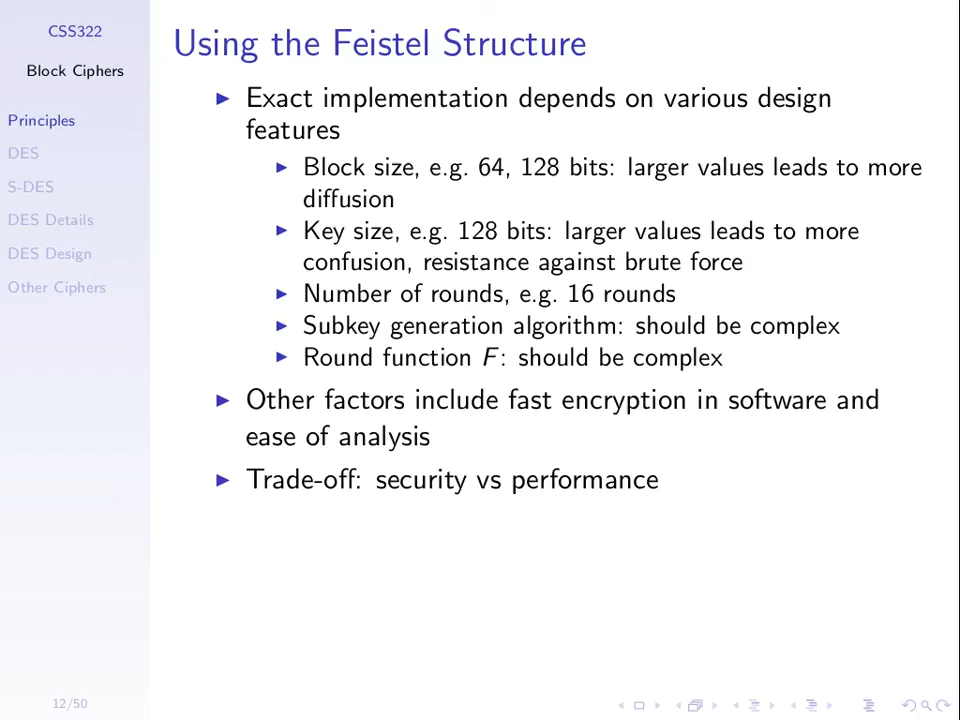 CSS322
Block Ciphers
Principles
DES
S-DES
DES Details
DES Design
Other Ciphers
12/50
Using the Feistel Structure
Exact implementation depends on various design
features
Block size, e.g. 64, 128 bits: larger values leads to more
diffusion
Key size, e.g. 128 bits: larger values leads to more
confusion, resistance against brute force
Number of rounds, e.g. 16 rounds
Subkey generation algorithm: should be complex
Round function F: should be complex
Other factors include fast encryption in software and
ease of analysis
Trade-off: security vs performance